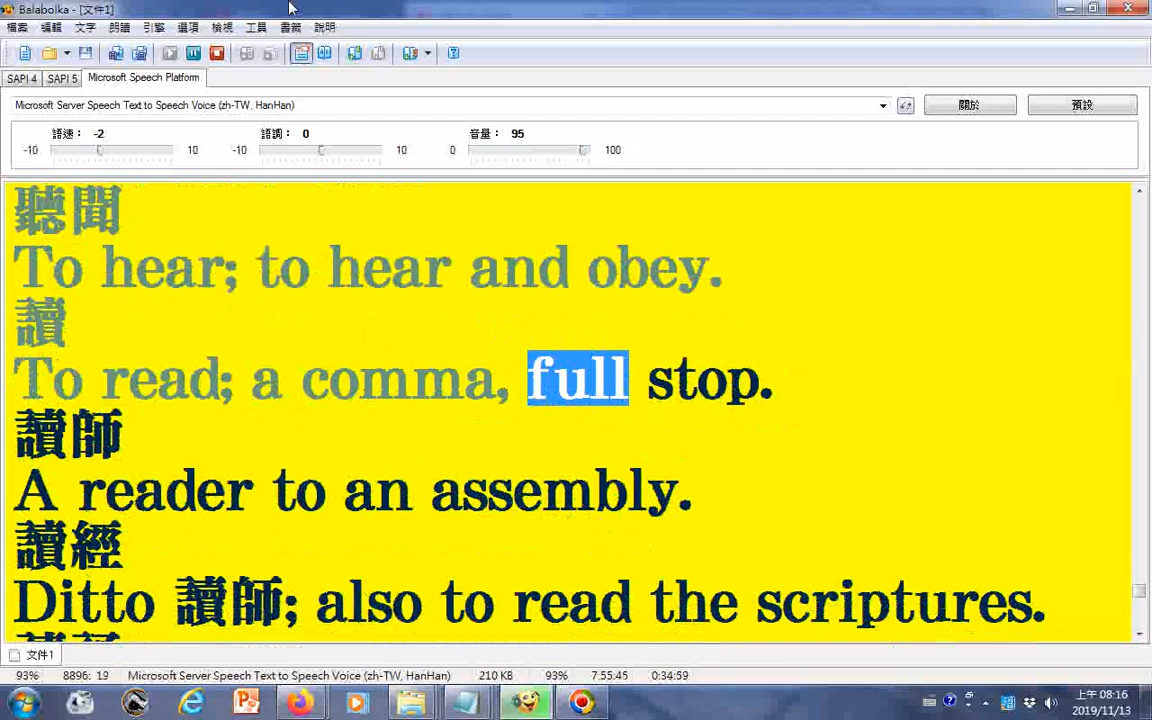 Balabolka - [文件1]
檔案 編輯 文字 朗讀 引擎 選項 檢視 工具 書籤 說明
SAPI 4 SAPI 5 Microsoft Speech Platform
Microsoft Server Speech Text to Speech Voice (zh-TW, HanHan) 關於 預設
語速： -2 語調： 0 音量： 95
-10 10 -10 10 0 100
聽聞
To hear; to hear and obey.
讀
To read; a comma, full stop.
讀師
A reader to an assembly.
讀經
Ditto 讀師; also to read the scriptures.
文件1
93% 8896: 19 Microsoft Server Speech Text to Speech Voice (zh-TW, HanHan) 210 KB 93% 7.55:45 0:34:59
上午 08:16
2019/11/13